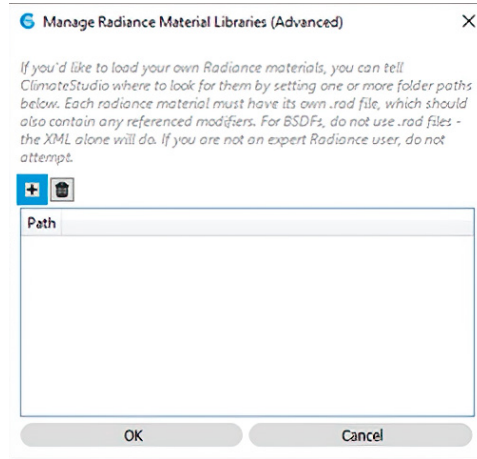 Manage Radiance Material Libraries (Advanced)
If you'd like to load your own Radiance materials, you can tell
ClimateStudio where to look for them by setting one or more folder paths
below. Each radiance material must have its own .rad file, which should
also contain any referenced modifiers. For BSDFs, do not use .rad files -
the XML alone will do. If you are not an expert Radiance user, do not
attempt.
Path
OK
Cancel